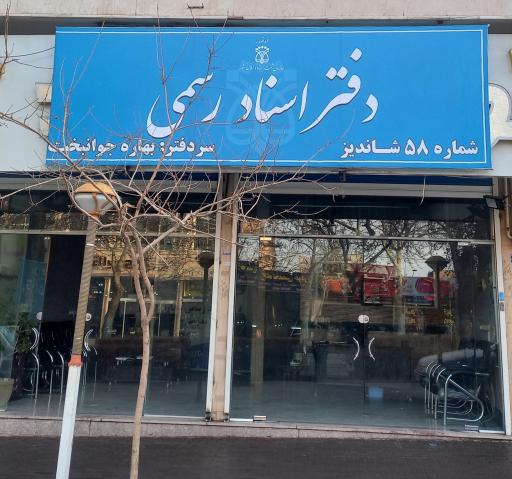 دفتر اسناد رسمی
شماره ۵۸ شاندیز
سردفتر: بهاره جوانبخت